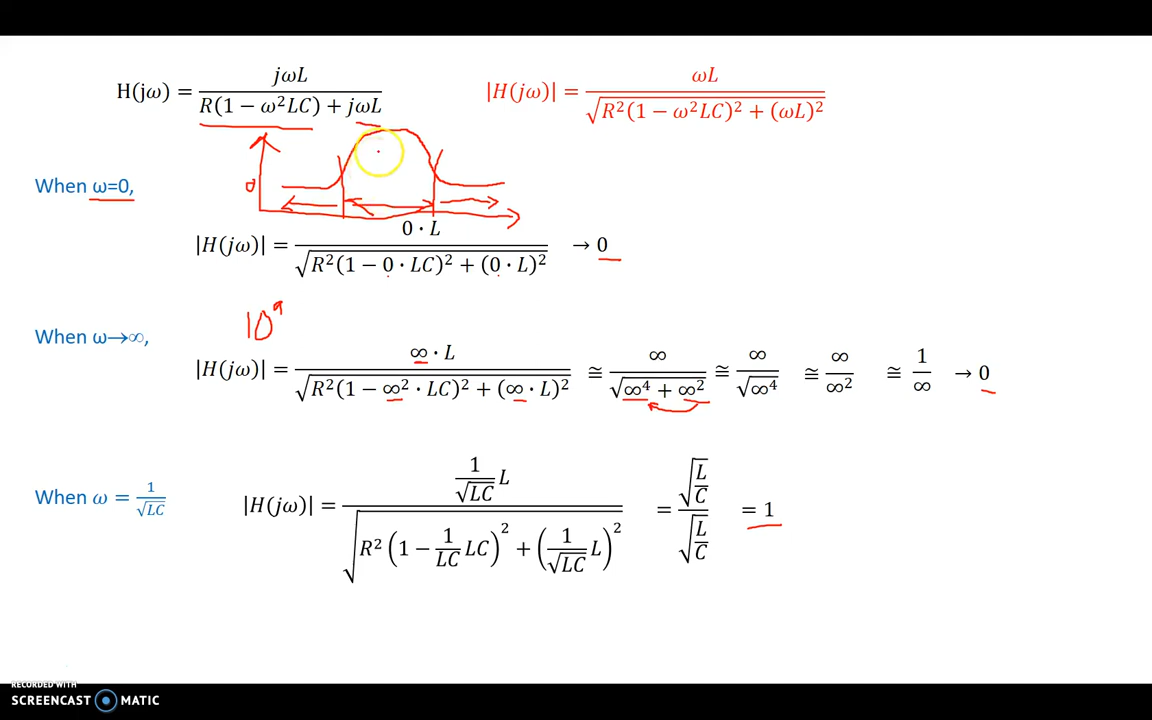 H(jω) = jωL / R(1 − ω²LC) + jωL
|H(jω)| = ωL / √R²(1 − ω²LC)² + (ωL)²
0
When ω=0,
|H(jω)| = 0 · L / √R²(1 − 0 · LC)² + (0 · L)² → 0
When ω→∞,
10⁹
|H(jω)| = ∞ · L / √R²(1 − ∞² · LC)² + (∞ · L)² ≅ ∞ / √∞⁴ + ∞² ≅ ∞ / √∞⁴ ≅ ∞ / ∞² ≅ 1 / ∞ → 0
When ω = 1 / √LC
|H(jω)| = 1/√LC L / √R² (1 − 1/LC LC)² + (1/√LC L)² = √L/C / √L/C = 1
RECORDED WITH
SCREENCAST MATIC